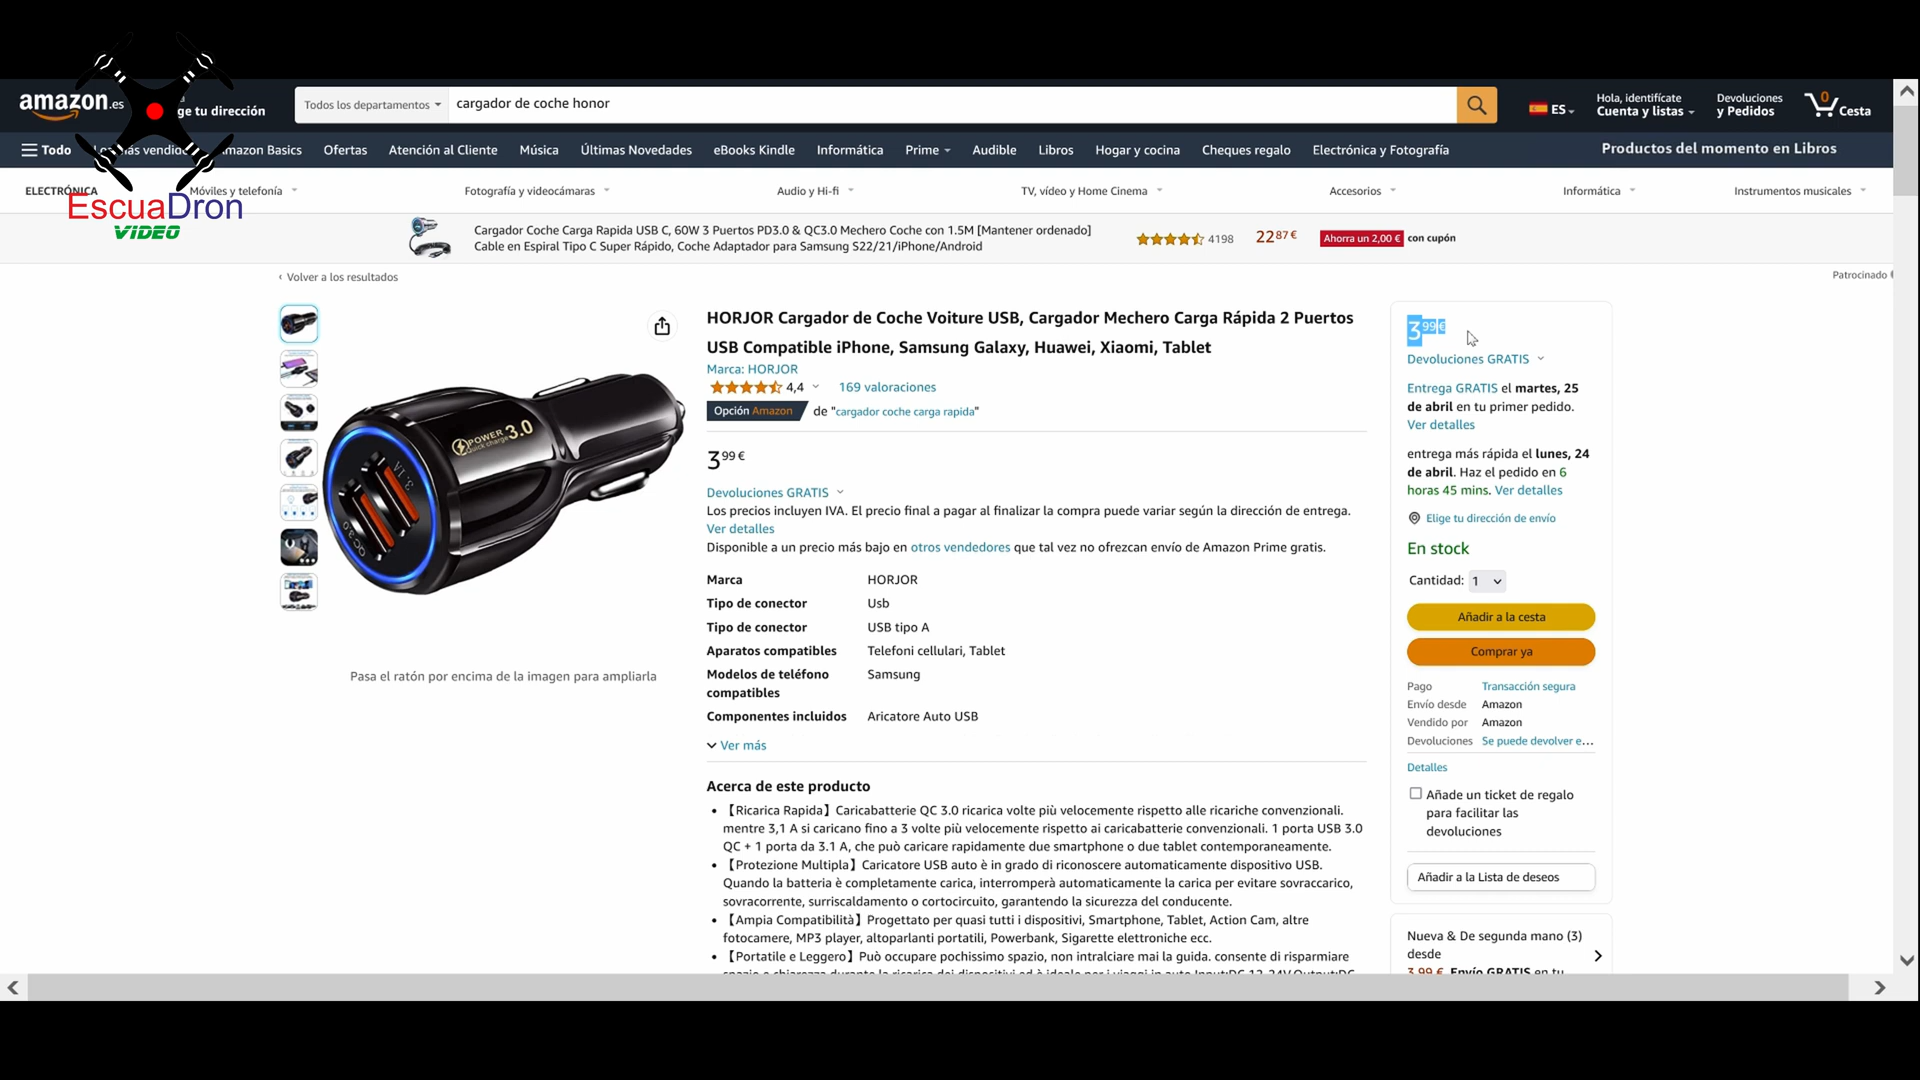 amazon.es
ge tu dirección
Todos los departamentos
cargador de coche honor
ES
Hola, identifícate
Cuenta y listas
Devoluciones
y Pedidos
0
Cesta
Todo
Amazon Basics
Ofertas
Atención al Cliente
Música
Últimas Novedades
eBooks Kindle
Informática
Prime
Audible
Libros
Hogar y cocina
Cheques regalo
Electrónica y Fotografía
Productos del momento en Libros
ELECTRÓNICA
Móviles y telefonía
Fotografía y videocámaras
Audio y Hi-fi
TV, vídeo y Home Cinema
Accesorios
Informática
Instrumentos musicales
EscuaDron
VIDEO
Cargador Coche Carga Rapida USB C, 60W 3 Puertos PD3.0 & QC3.0 Mechero Coche con 1.5M [Mantener ordenado]
Cable en Espiral Tipo C Super Rápido, Coche Adaptador para Samsung S22/21/iPhone/Android
4198
22 87 €
Ahorra un 2,00 € con cupón
‹ Volver a los resultados
Patrocinado
HORJOR Cargador de Coche Voiture USB, Cargador Mechero Carga Rápida 2 Puertos
USB Compatible iPhone, Samsung Galaxy, Huawei, Xiaomi, Tablet
Marca: HORJOR
4,4
169 valoraciones
Opción Amazon de "cargador coche carga rapida"
3 99 €
Devoluciones GRATIS
Los precios incluyen IVA. El precio final a pagar al finalizar la compra puede variar según la dirección de entrega.
Ver detalles
Disponible a un precio más bajo en otros vendedores que tal vez no ofrezcan envío de Amazon Prime gratis.
Marca HORJOR
Tipo de conector Usb
Tipo de conector USB tipo A
Aparatos compatibles Telefoni cellulari, Tablet
Modelos de teléfono Samsung
compatibles
Componentes incluidos Aricatore Auto USB
Ver más
Acerca de este producto
• 【Ricarica Rapida】Caricabatterie QC 3.0 ricarica volte più velocemente rispetto alle ricariche convenzionali.
mentre 3,1 A si caricano fino a 3 volte più velocemente rispetto ai caricabatterie convenzionali. 1 porta USB 3.0
QC + 1 porta da 3.1 A, che può caricare rapidamente due smartphone o due tablet contemporaneamente.
• 【Protezione Multipla】Caricatore USB auto è in grado di riconoscere automaticamente dispositivo USB.
Quando la batteria è completamente carica, interromperà automaticamente la carica per evitare sovraccarico,
sovracorrente, surriscaldamento o cortocircuito, garantendo la sicurezza del conducente.
• 【Ampia Compatibilità】Progettato per quasi tutti i dispositivi, Smartphone, Tablet, Action Cam, altre
fotocamere, MP3 player, altoparlanti portatili, Powerbank, Sigarette elettroniche ecc.
• 【Portatile e Leggero】Può occupare pochissimo spazio, non intralciare mai la guida. consente di risparmiare
POWER 3.0
quick charge
3.1A
QC 3.0
Pasa el ratón por encima de la imagen para ampliarla
3 99 €
Devoluciones GRATIS
Entrega GRATIS el martes, 25
de abril en tu primer pedido.
Ver detalles
entrega más rápida el lunes, 24
de abril. Haz el pedido en 6
horas 45 mins. Ver detalles
Elige tu dirección de envío
En stock
Cantidad: 1
Añadir a la cesta
Comprar ya
Pago Transacción segura
Envío desde Amazon
Vendido por Amazon
Devoluciones Se puede devolver e...
Detalles
Añade un ticket de regalo
para facilitar las
devoluciones
Añadir a la Lista de deseos
Nueva & De segunda mano (3)
desde
3,99 € Envío GRATIS en tu